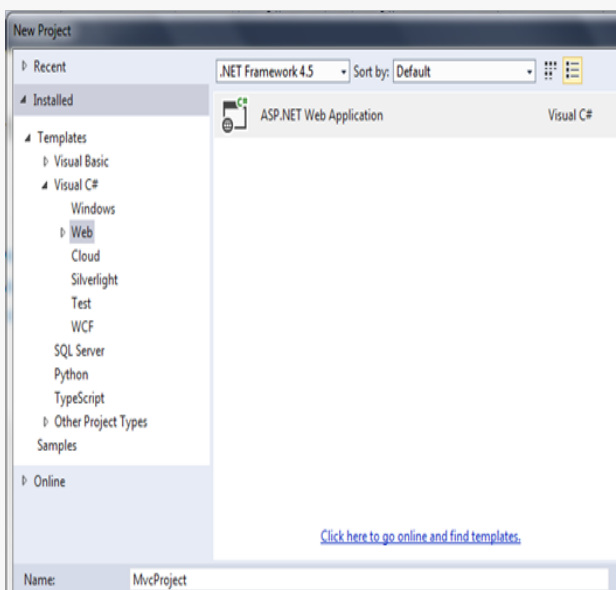 New Project
Recent
.NET Framework 4.5 Sort by: Default
Installed
ASP.NET Web Application Visual C#
Templates
Visual Basic
Visual C#
Windows
Web
Cloud
Silverlight
Test
WCF
SQL Server
Python
TypeScript
Other Project Types
Samples
Online
Click here to go online and find templates.
Name: MvcProject